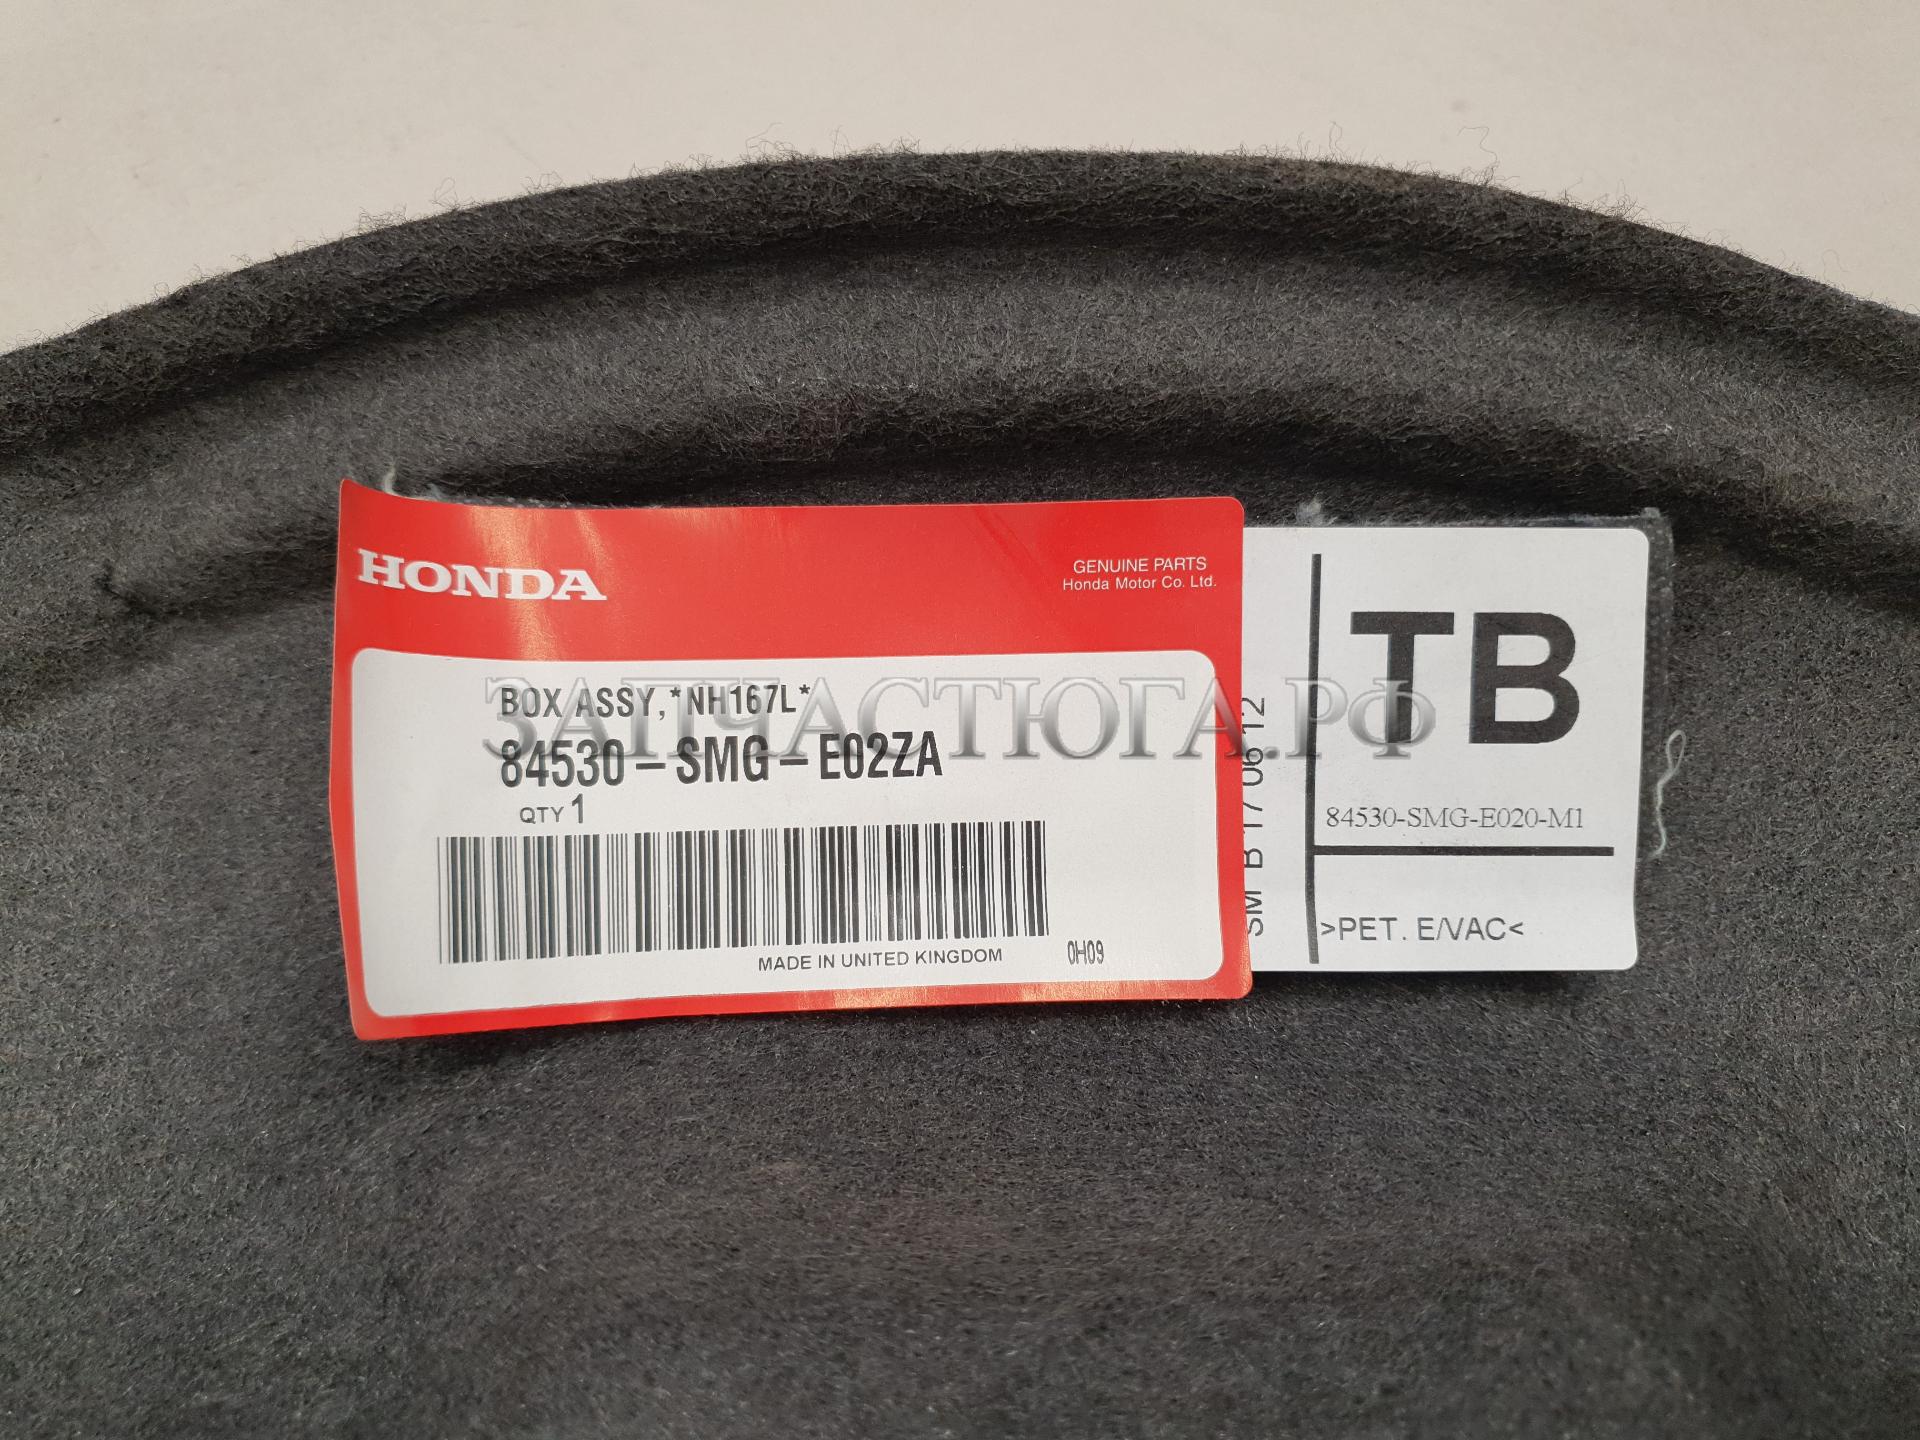 HONDA
GENUINE PARTS
Honda Motor Co. Ltd.
BOX ASSY,*NH167L*
84530-SMG-E02ZA
QTY 1
MADE IN UNITED KINGDOM
0H09
TB
84530-SMG-E020-M1
>PET. E/VAC<
B 17 06 12
ЗАПЧАСТЮГА.РФ